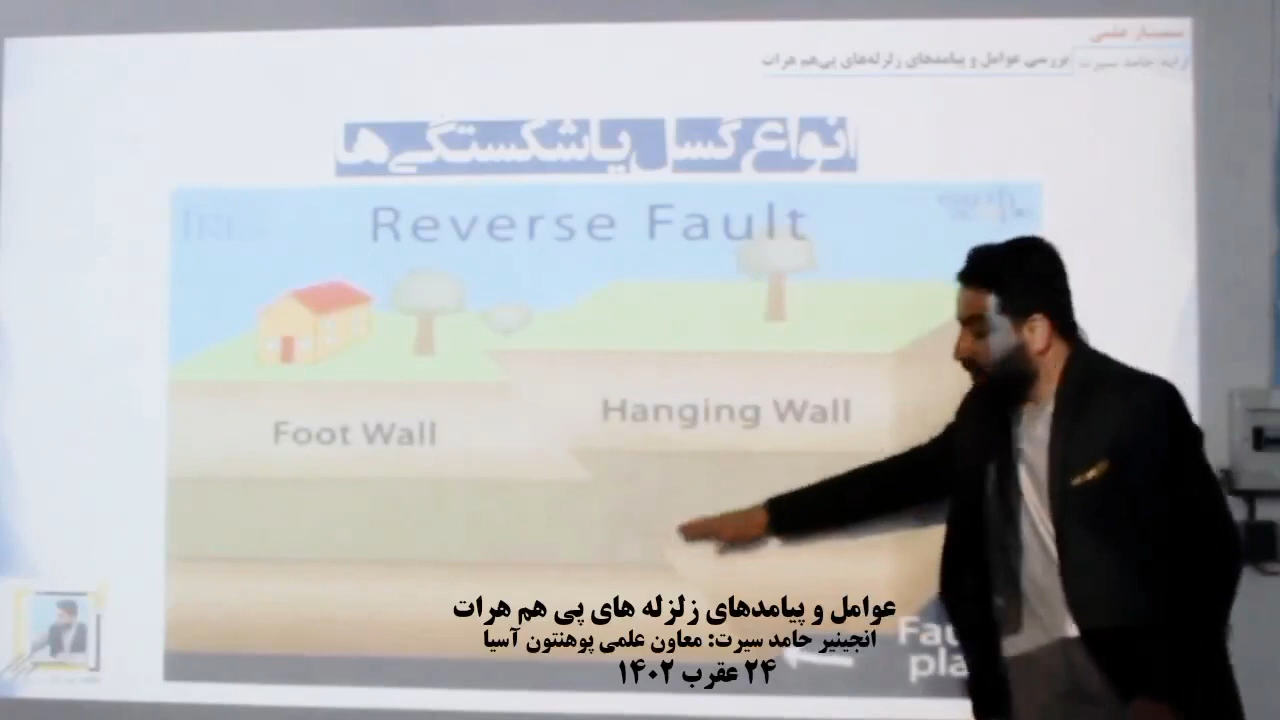 سمینار علمی
ارایه حامد سیرت
بررسی عوامل و پیامدهای زلزله‌های پی‌هم هرات
انواع گسل یا شکستگی‌ها
Reverse Fault
Hanging Wall
Foot Wall
عوامل و پیامدهای زلزله های پی هم هرات
انجینیر حامد سیرت: معاون علمی پوهنتون آسیا
۲۴ عقرب ۱۴۰۲